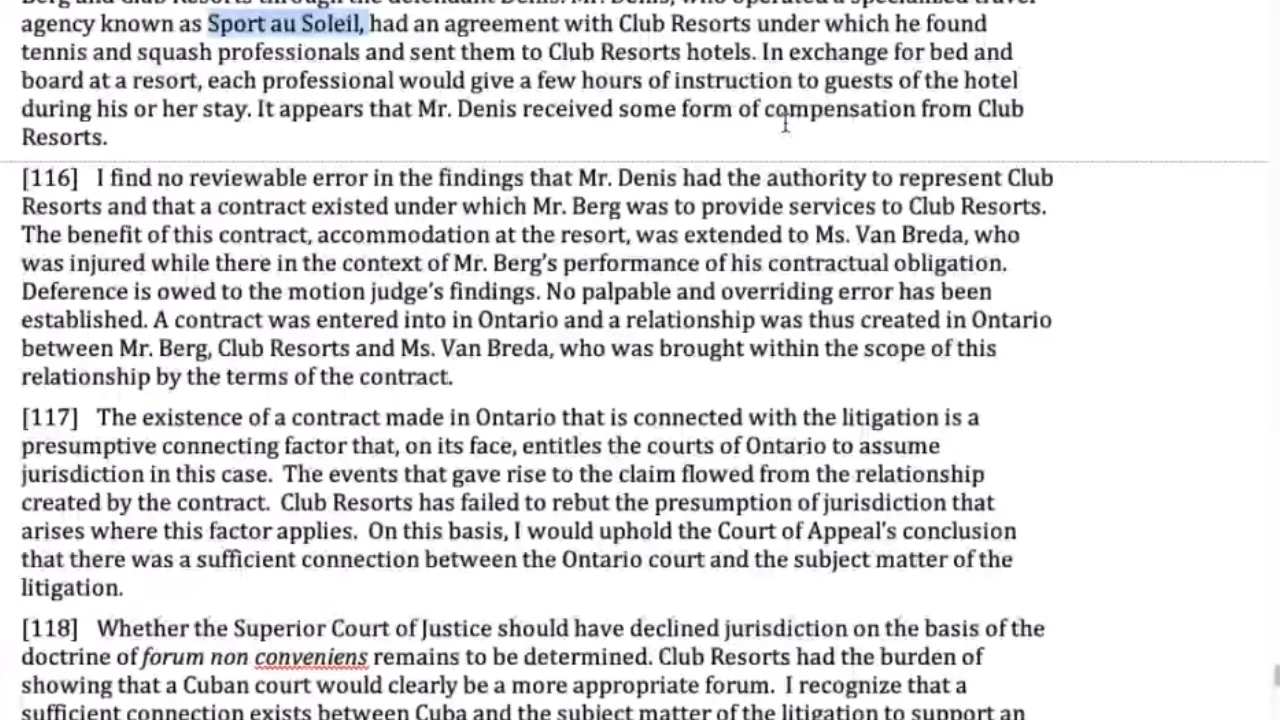 agency known as Sport au Soleil, had an agreement with Club Resorts under which he found
tennis and squash professionals and sent them to Club Resorts hotels. In exchange for bed and
board at a resort, each professional would give a few hours of instruction to guests of the hotel
during his or her stay. It appears that Mr. Denis received some form of compensation from Club
Resorts.
[116] I find no reviewable error in the findings that Mr. Denis had the authority to represent Club
Resorts and that a contract existed under which Mr. Berg was to provide services to Club Resorts.
The benefit of this contract, accommodation at the resort, was extended to Ms. Van Breda, who
was injured while there in the context of Mr. Berg's performance of his contractual obligation.
Deference is owed to the motion judge's findings. No palpable and overriding error has been
established. A contract was entered into in Ontario and a relationship was thus created in Ontario
between Mr. Berg, Club Resorts and Ms. Van Breda, who was brought within the scope of this
relationship by the terms of the contract.
[117] The existence of a contract made in Ontario that is connected with the litigation is a
presumptive connecting factor that, on its face, entitles the courts of Ontario to assume
jurisdiction in this case. The events that gave rise to the claim flowed from the relationship
created by the contract. Club Resorts has failed to rebut the presumption of jurisdiction that
arises where this factor applies. On this basis, I would uphold the Court of Appeal's conclusion
that there was a sufficient connection between the Ontario court and the subject matter of the
litigation.
[118] Whether the Superior Court of Justice should have declined jurisdiction on the basis of the
doctrine of forum non conveniens remains to be determined. Club Resorts had the burden of
showing that a Cuban court would clearly be a more appropriate forum. I recognize that a
sufficient connection exists between Cuba and the subject matter of the litigation to support an